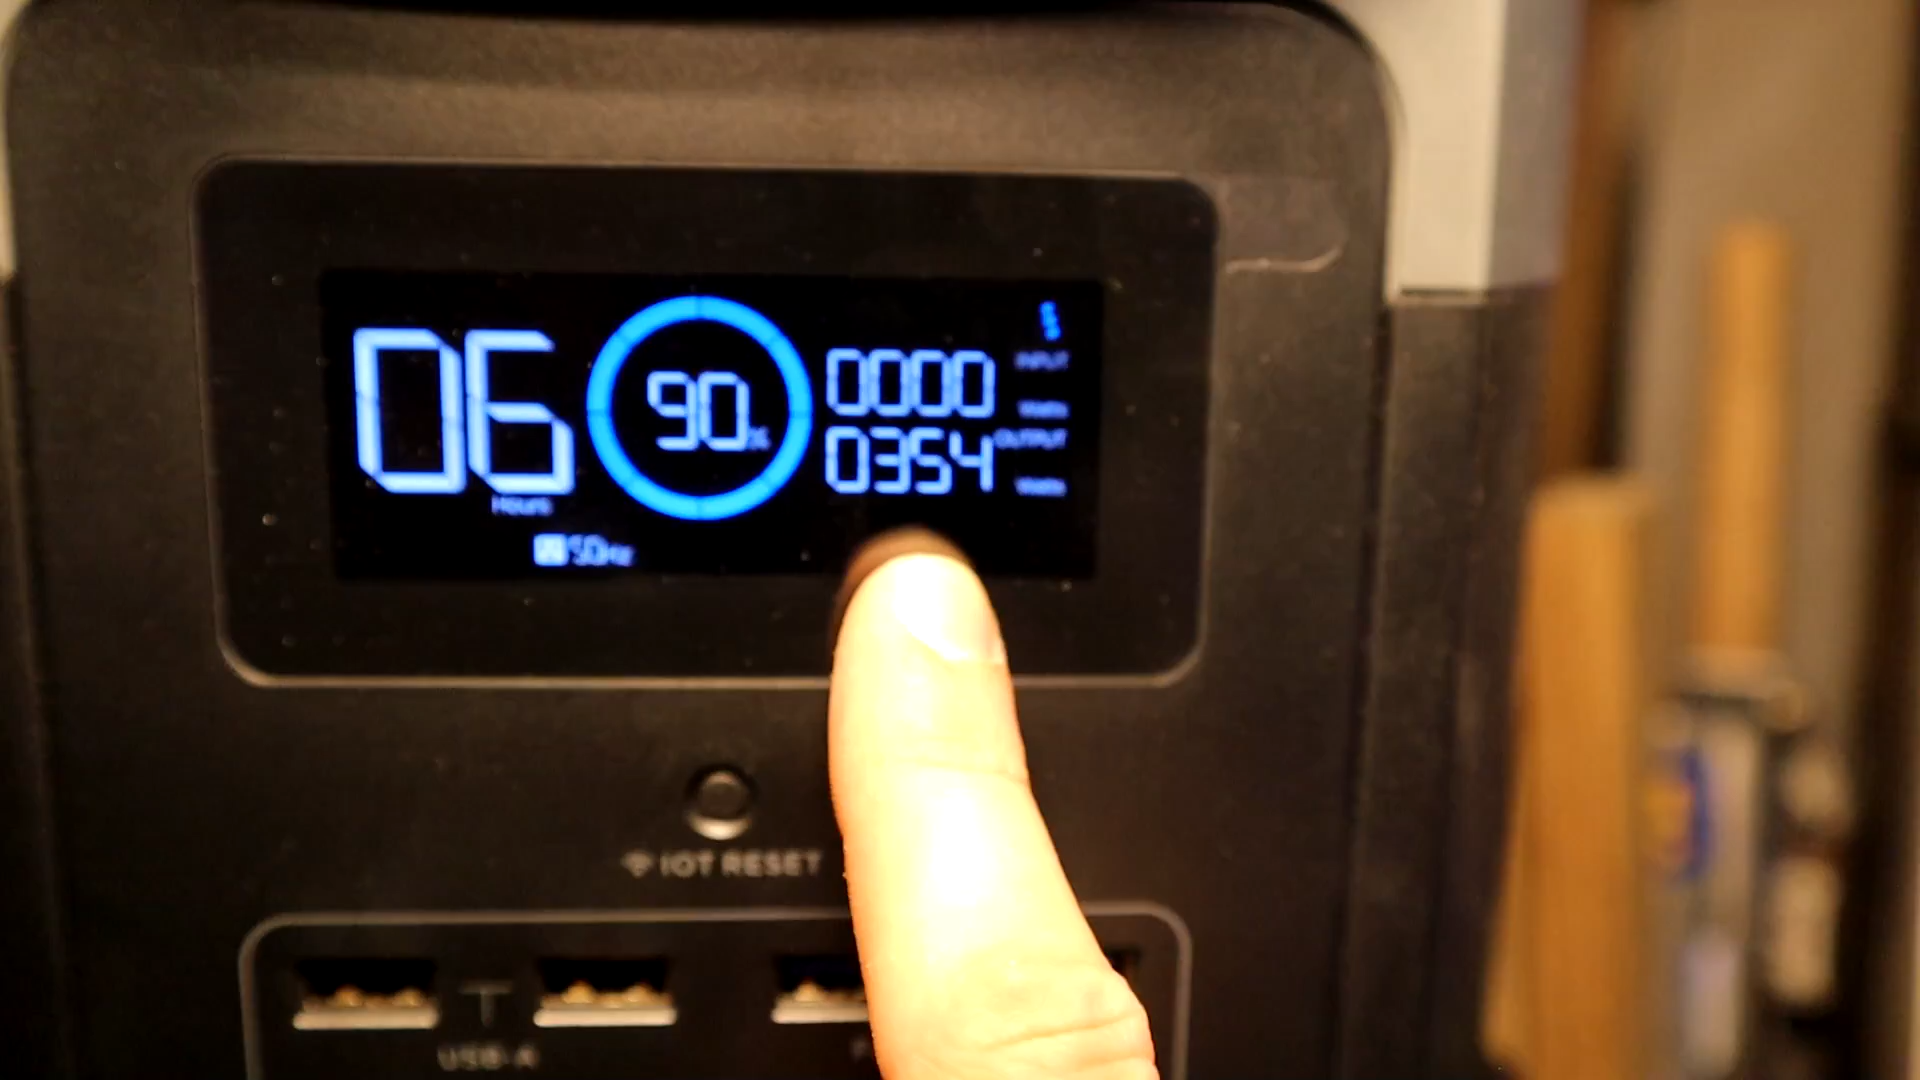 06
Hours
90%
0000
INPUT
Watts
0354
OUTPUT
Watts
50Hz
IOT RESET
USB-A